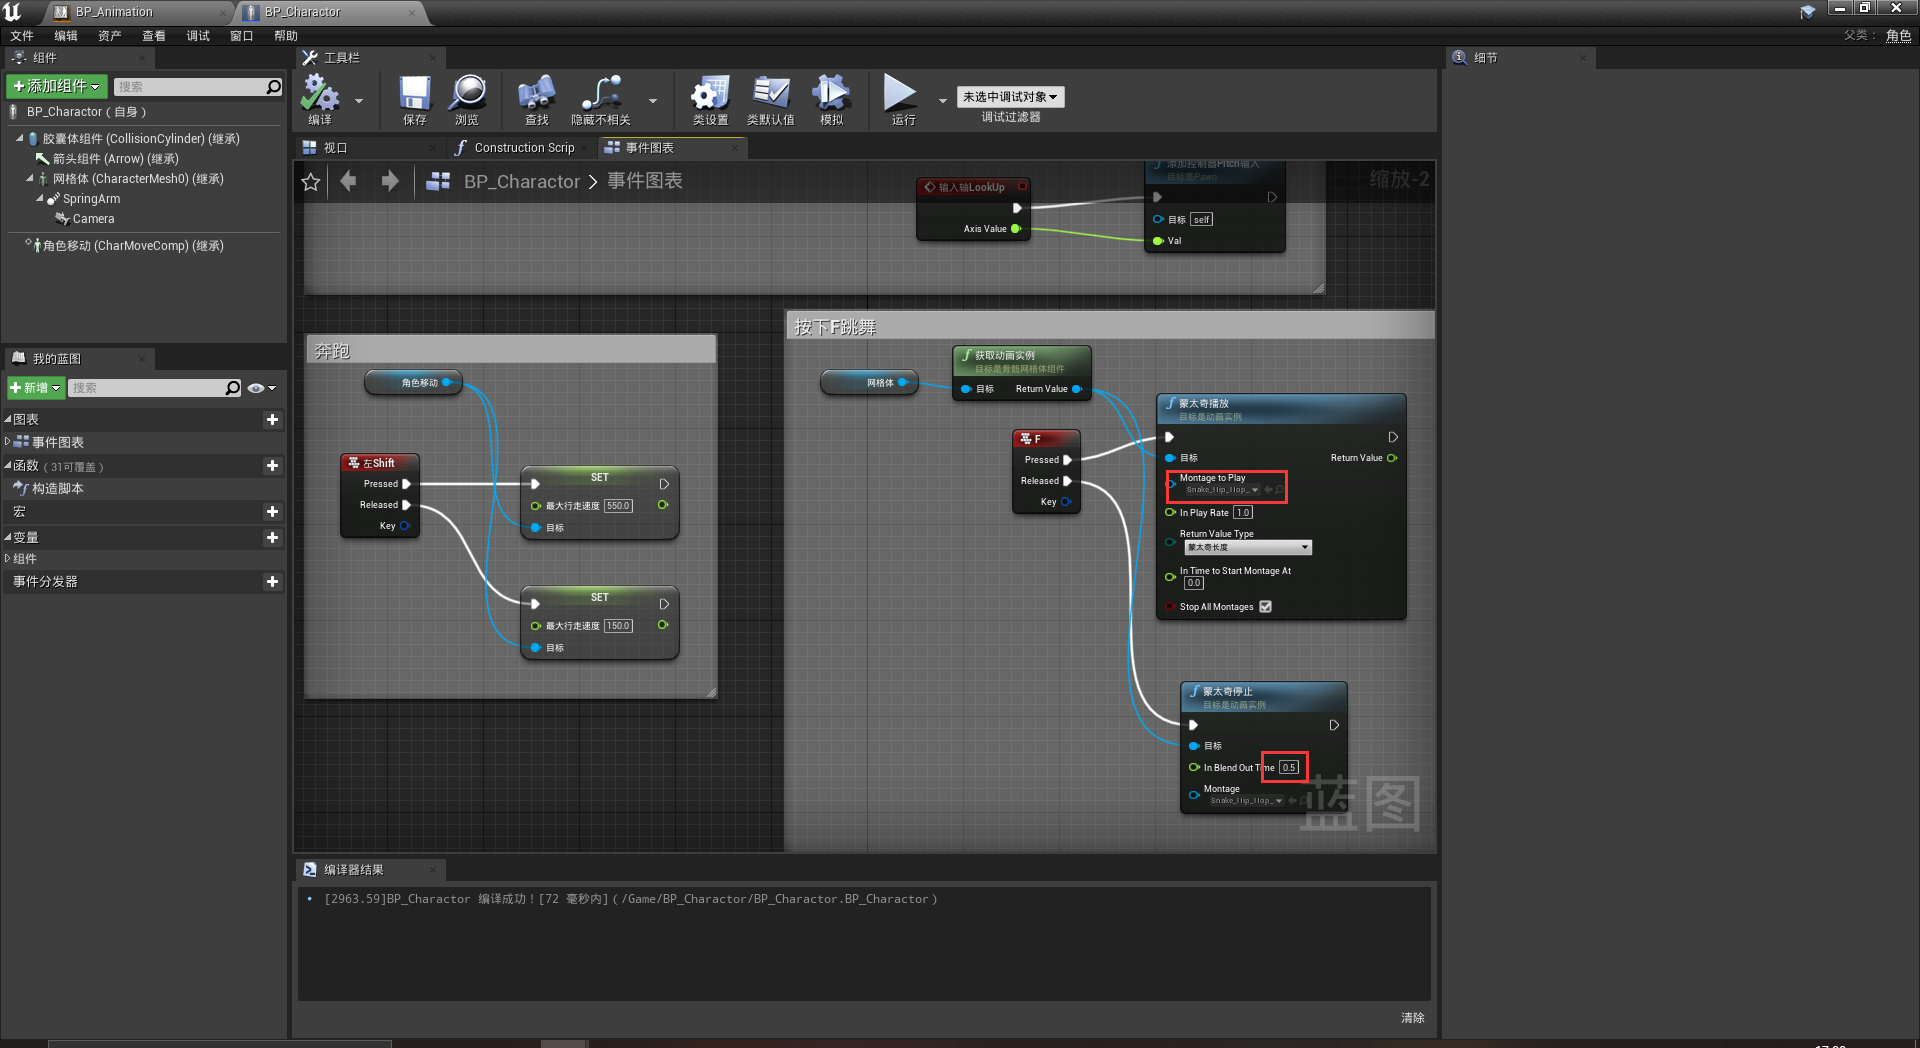 BP_Animation
BP_Charactor
文件 编辑 资产 查看 调试 窗口 帮助
父类： 角色
组件
添加组件
搜索
BP_Charactor（自身）
胶囊体组件 (CollisionCylinder) (继承)
箭头组件 (Arrow) (继承)
网格体 (CharacterMesh0) (继承)
SpringArm
Camera
角色移动 (CharMoveComp) (继承)
我的蓝图
新增
搜索
图表
事件图表
函数（31可覆盖）
构造脚本
宏
变量
组件
事件分发器
工具栏
编译 保存 浏览 查找 隐藏不相关 类设置 类默认值 模拟 运行
未选中调试对象
调试过滤器
视口 Construction Scrip 事件图表
BP_Charactor > 事件图表
缩放-2
输入轴LookUp
Axis Value
添加控制器Pitch输入
目标是Pawn
目标 self
Val
奔跑
角色移动
左Shift
Pressed
Released
Key
SET
最大行走速度 550.0
目标
SET
最大行走速度 150.0
目标
按下F跳舞
网格体
获取动画实例
目标是骨骼网格体组件
目标 Return Value
F
Pressed
Released
Key
蒙太奇播放
目标是动画实例
目标 Return Value
Montage to Play
Snake_Hip_Hop_
In Play Rate 1.0
Return Value Type
蒙太奇长度
In Time to Start Montage At
0.0
Stop All Montages
蒙太奇停止
目标是动画实例
目标
In Blend Out Time 0.5
Montage
Snake_Hip_Hop_
蓝图
编译器结果
[2963.59]BP_Charactor 编译成功！[72 毫秒内]（/Game/BP_Charactor/BP_Charactor.BP_Charactor）
清除
细节